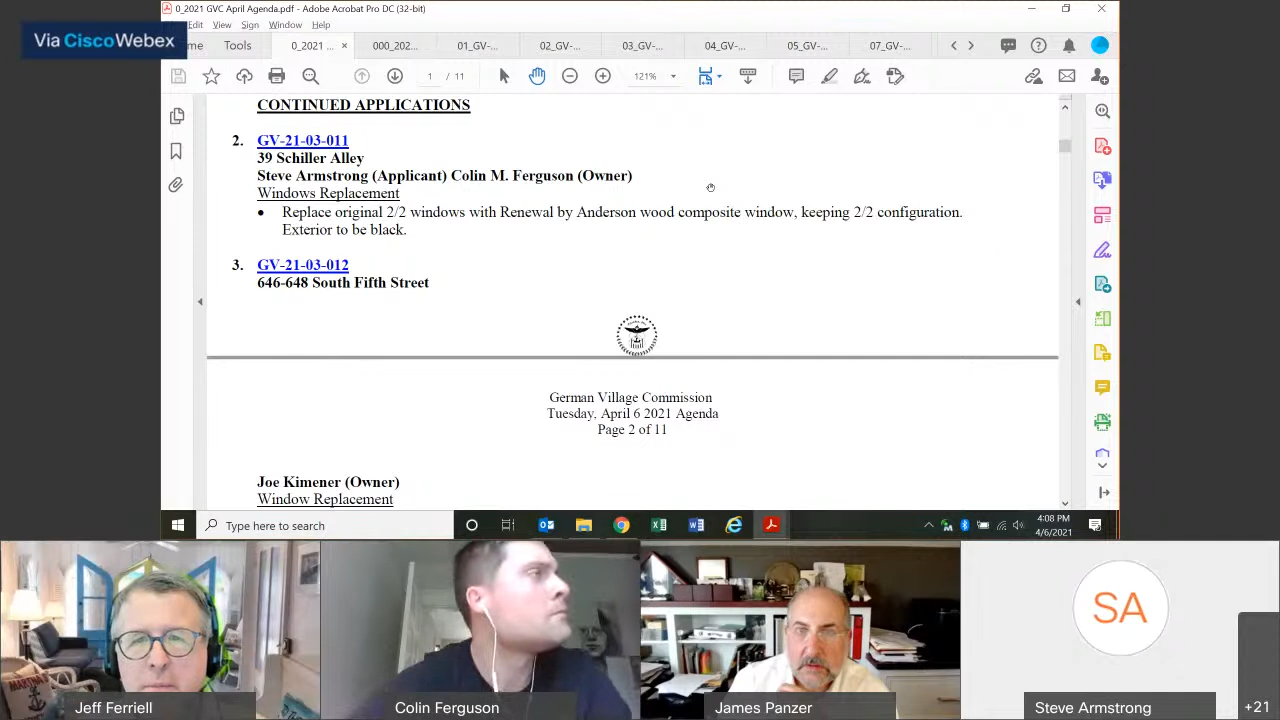 0_2021 GVC April Agenda.pdf - Adobe Acrobat Pro DC (32-bit)
Edit View Sign Window Help
Via CiscoWebex
me Tools 0_2021 ... × 000_ 01_GV-... 02_GV-... 03_GV-... 04_GV-... 05_GV-... 07_GV-...
1 / 11 121%
CONTINUED APPLICATIONS
2. GV-21-03-011
39 Schiller Alley
Steve Armstrong (Applicant) Colin M. Ferguson (Owner)
Windows Replacement
• Replace original 2/2 windows with Renewal by Anderson wood composite window, keeping 2/2 configuration.
Exterior to be black.
3. GV-21-03-012
646-648 South Fifth Street
German Village Commission
Tuesday, April 6 2021 Agenda
Page 2 of 11
Joe Kimener (Owner)
Window Replacement
Type here to search
4:08 PM
4/6/2021
SA
Jeff Ferriell
Colin Ferguson
James Panzer
Steve Armstrong
+21